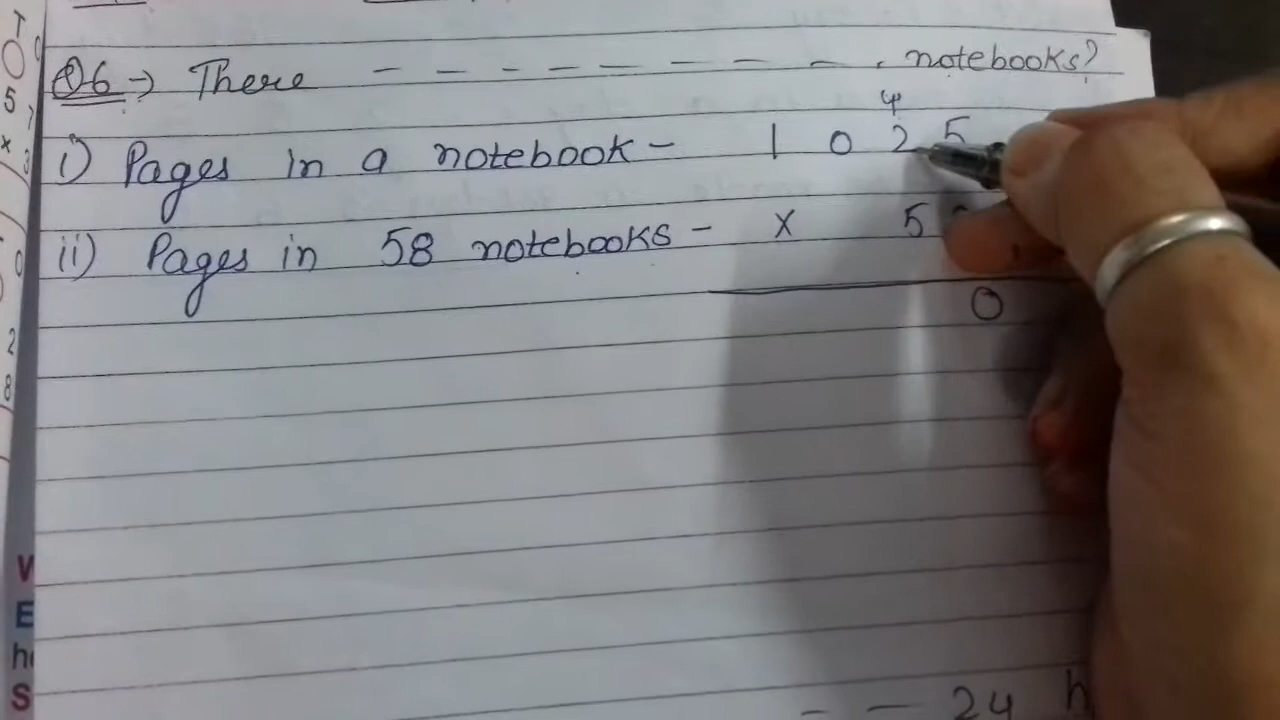 Q6 → There - - - - - - - - . notebooks?
4
i) Pages in a notebook - 1 0 2 5
ii) Pages in 58 notebooks - x 5
0
- - 24 h